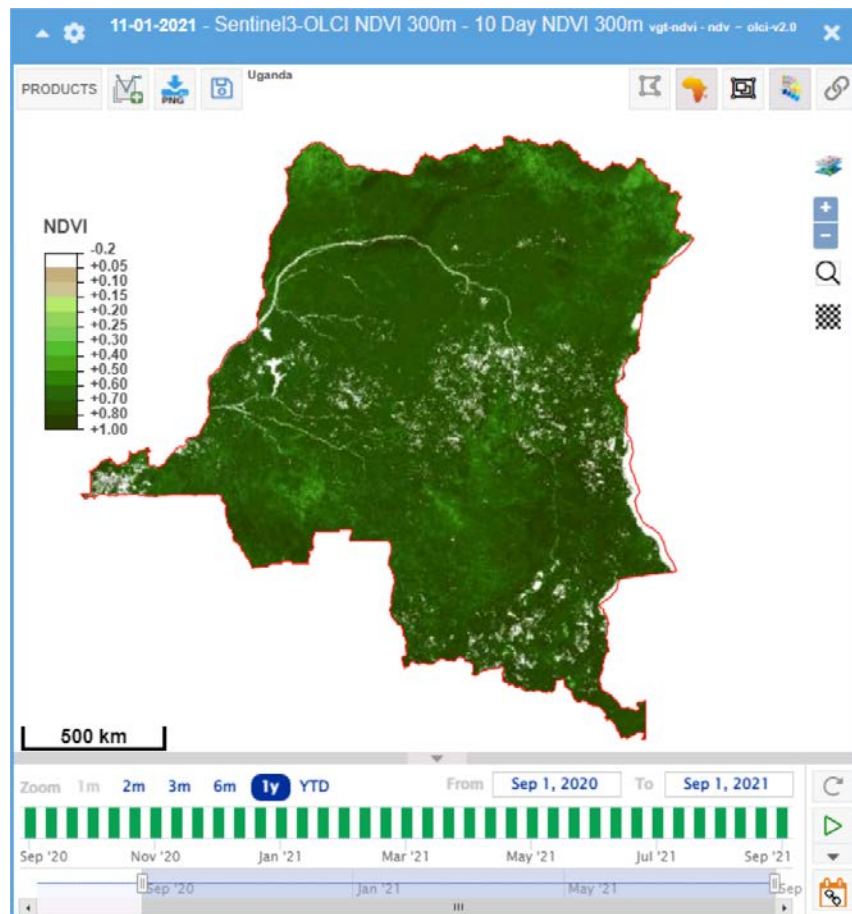 11-01-2021 - Sentinel3-OLCI NDVI 300m - 10 Day NDVI 300m vgt-ndvi - ndv - olci-v2.0
PRODUCTS
PNG
Uganda
NDVI
-0.2
+0.05
+0.10
+0.15
+0.20
+0.25
+0.30
+0.40
+0.50
+0.60
+0.70
+0.80
+1.00
500 km
Zoom 1m 2m 3m 6m 1y YTD From Sep 1, 2020 To Sep 1, 2021
Sep '20 Nov '20 Jan '21 Mar '21 May '21 Jul '21 Sep '21
Sep '20 Jan '21 May '21 Sep